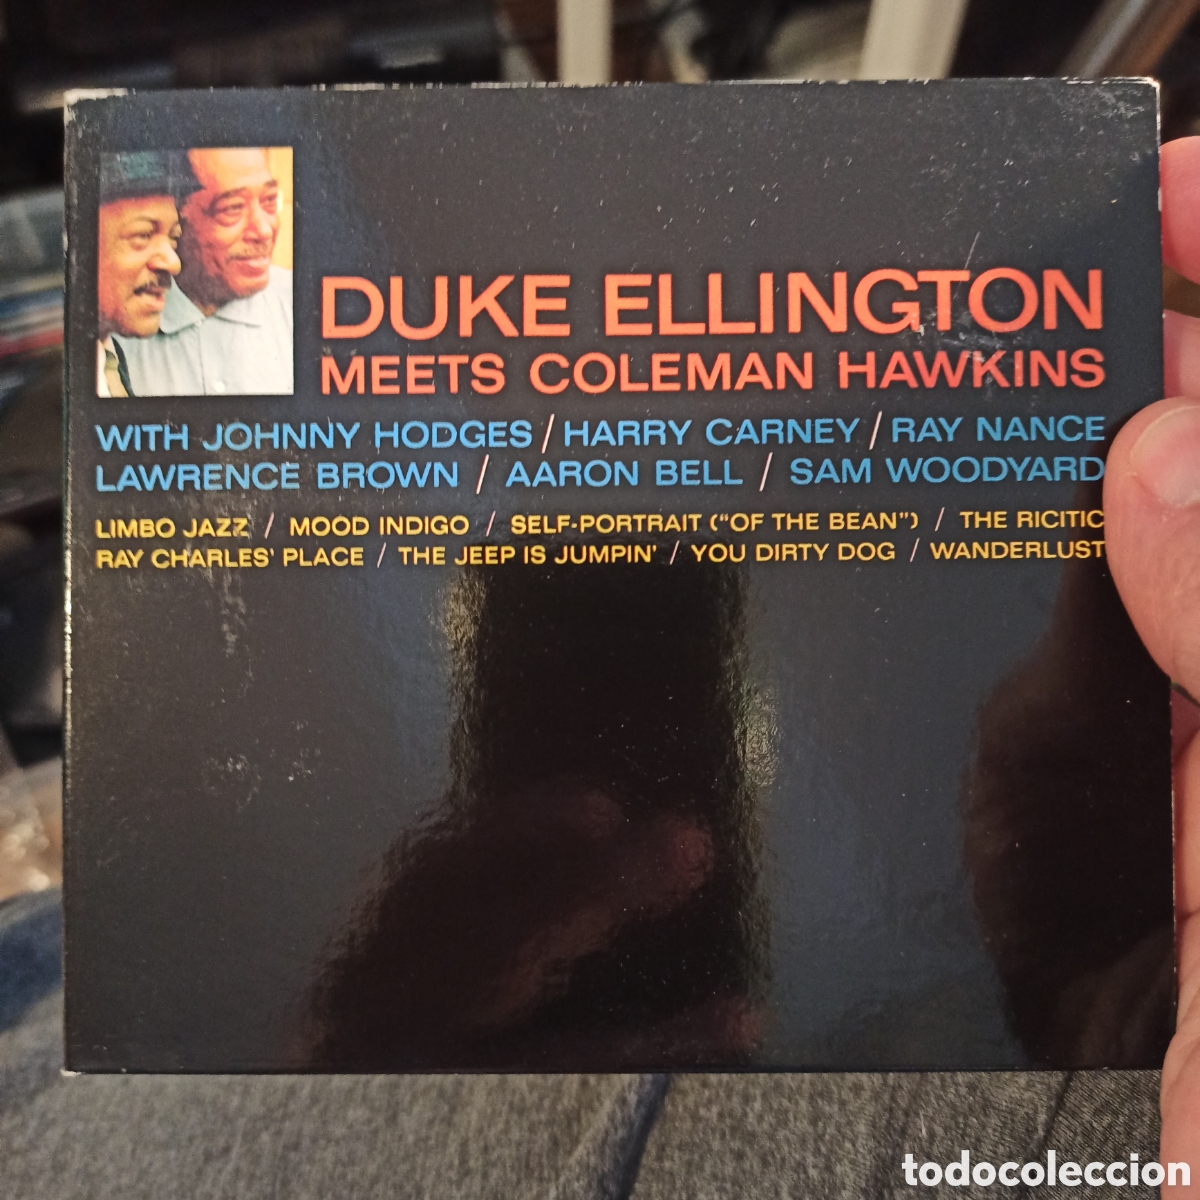 DUKE ELLINGTON
MEETS COLEMAN HAWKINS
WITH JOHNNY HODGES / HARRY CARNEY / RAY NANCE
LAWRENCE BROWN / AARON BELL / SAM WOODYARD
LIMBO JAZZ / MOOD INDIGO / SELF-PORTRAIT (“OF THE BEAN”) / THE RICITIC
RAY CHARLES’ PLACE / THE JEEP IS JUMPIN’ / YOU DIRTY DOG / WANDERLUST
todocoleccion